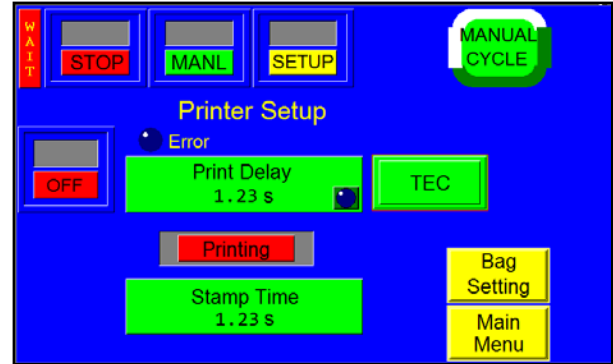 WAIT
STOP
MANL
SETUP
MANUAL
CYCLE
Printer Setup
Error
OFF
Print Delay
1.23 s
TEC
Printing
Stamp Time
1.23 s
Bag
Setting
Main
Menu